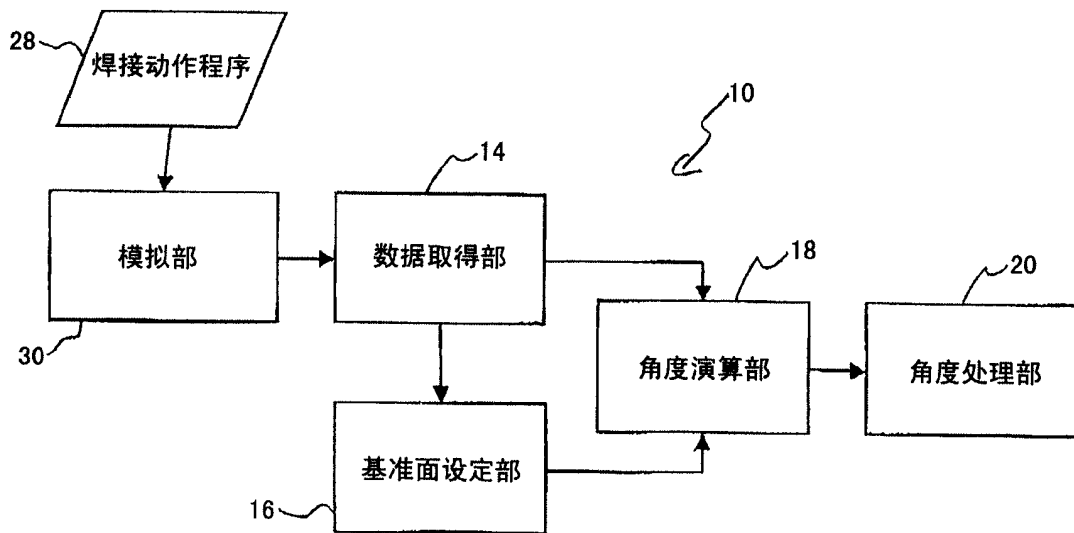 28
焊接动作程序
10
14
模拟部
数据取得部
18
20
30
角度演算部
角度处理部
基准面设定部
16